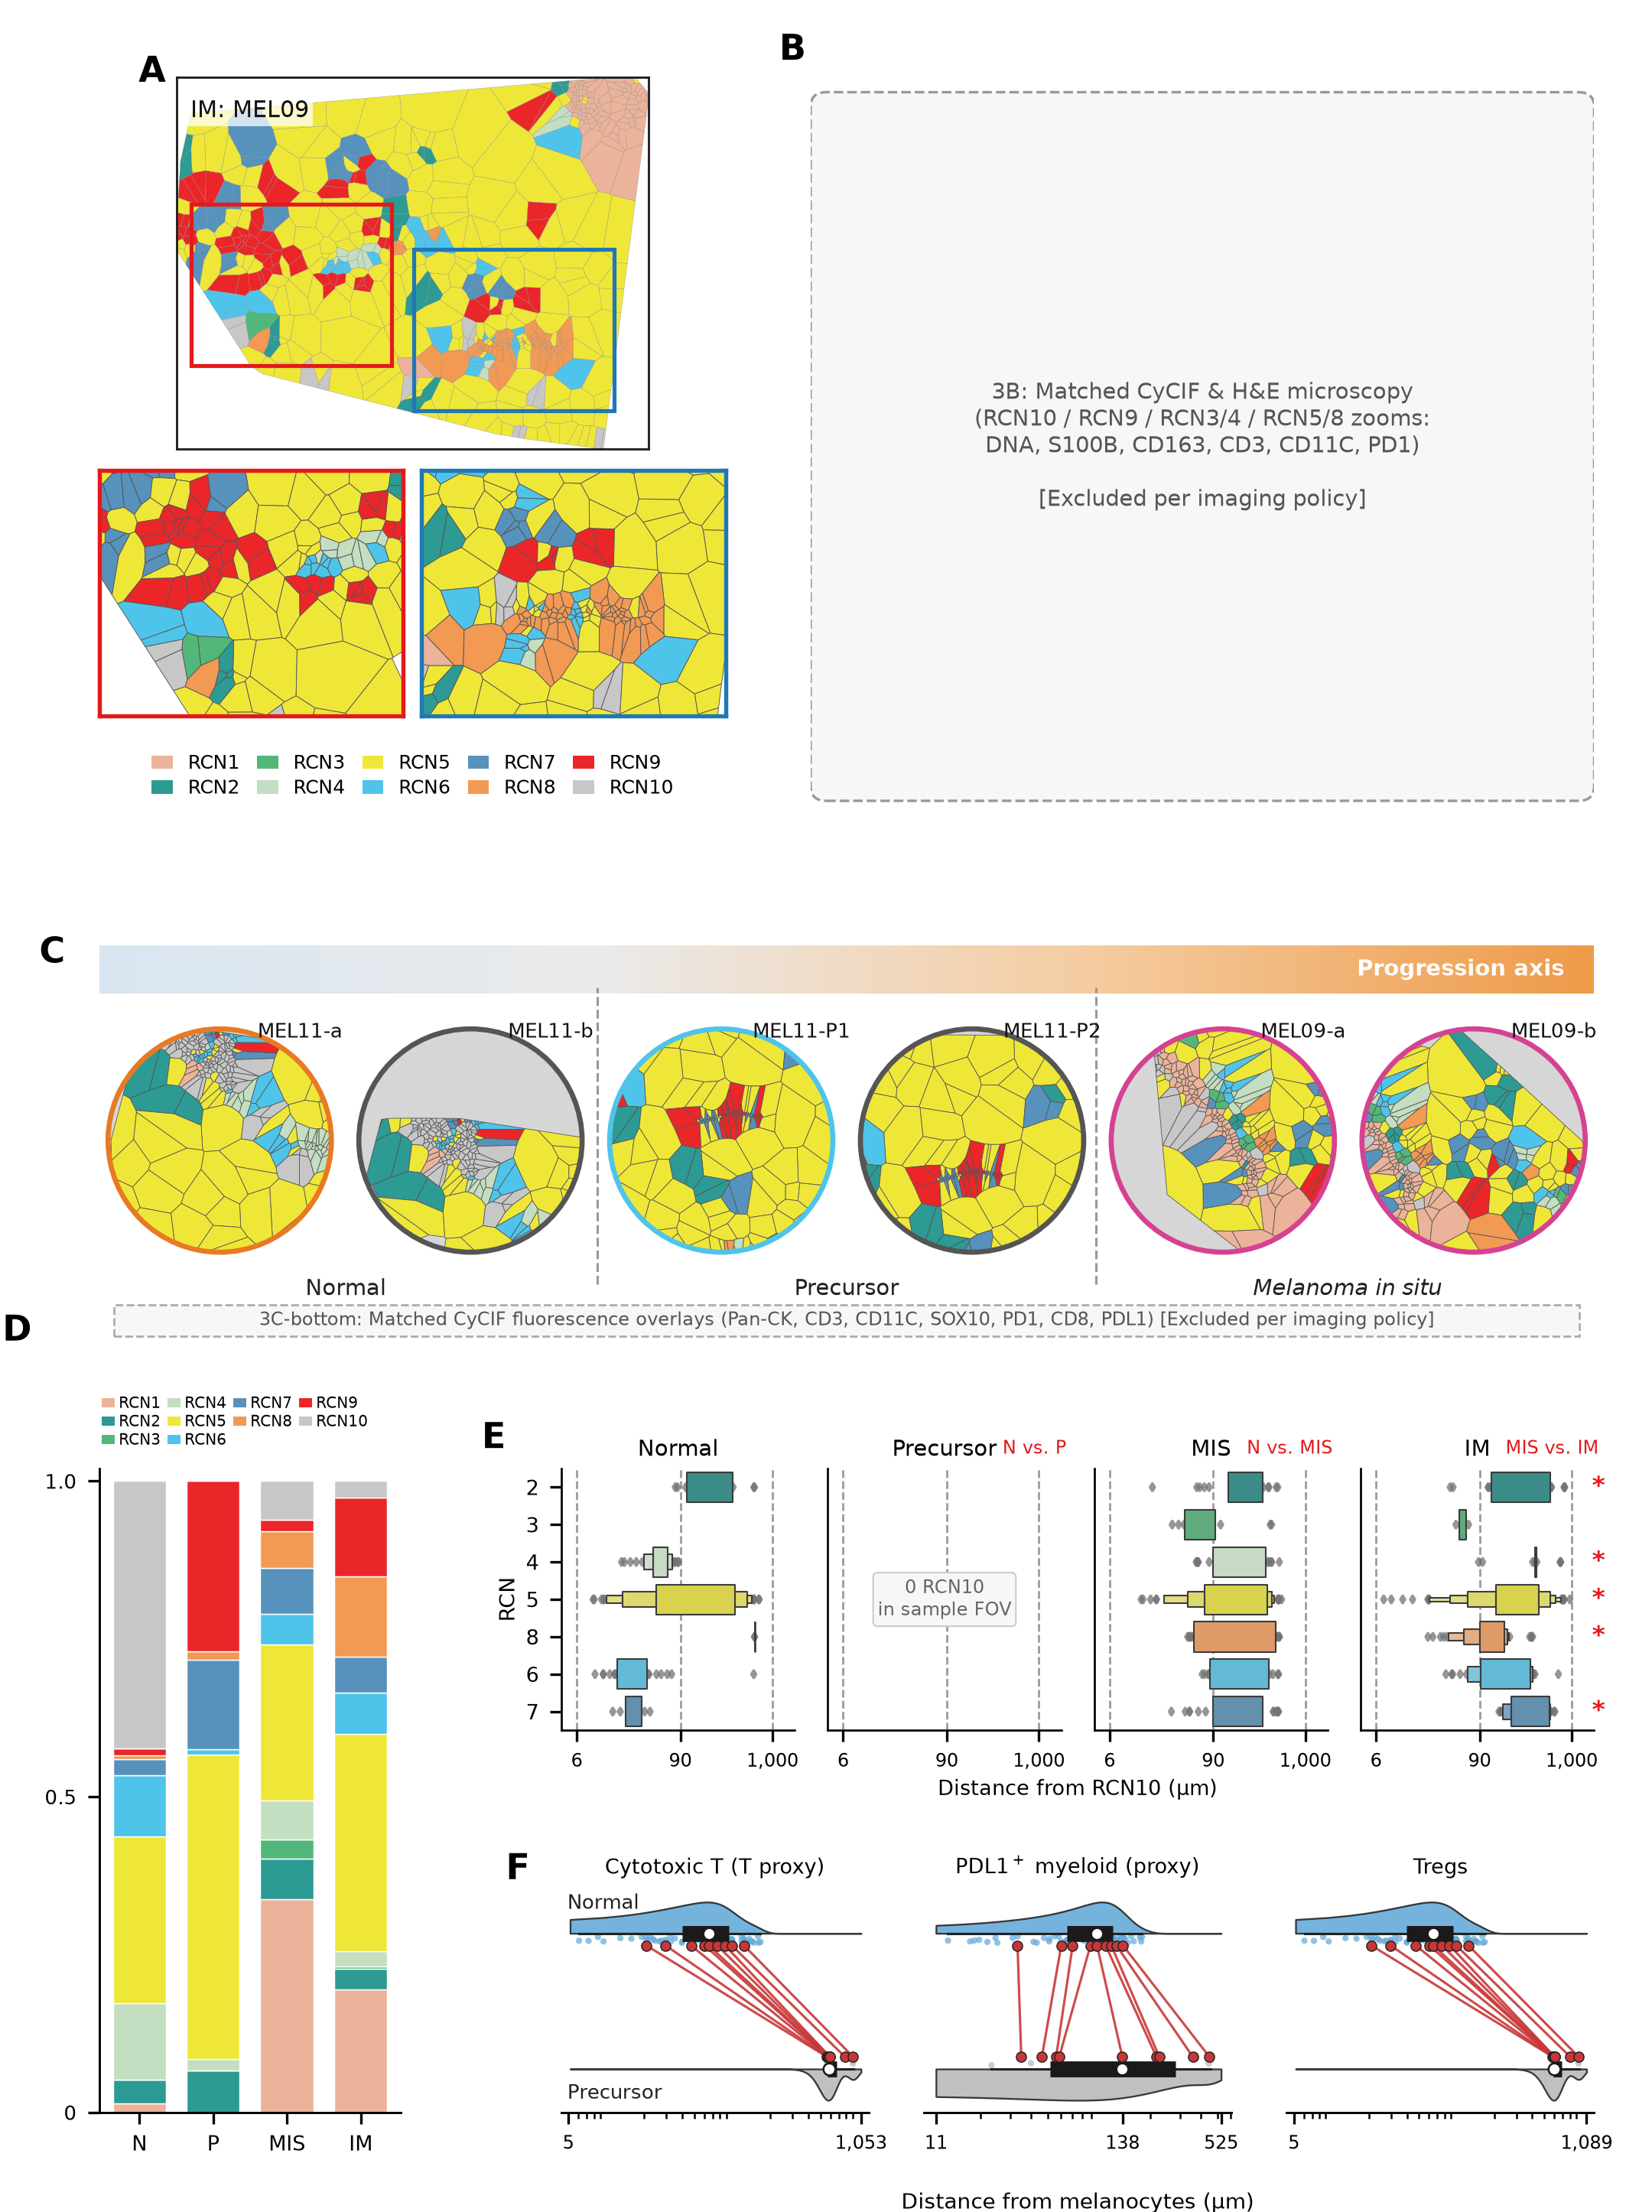 A
B
IM: MEL09
3B: Matched CyCIF & H&E microscopy
(RCN10 / RCN9 / RCN3/4 / RCN5/8 zooms:
DNA, S100B, CD163, CD3, CD11C, PD1)
[Excluded per imaging policy]
RCN1 RCN3 RCN5 RCN7 RCN9
RCN2 RCN4 RCN6 RCN8 RCN10
C
Progression axis
MEL11-a MEL11-b MEL11-P1 MEL11-P2 MEL09-a MEL09-b
Normal Precursor Melanoma in situ
3C-bottom: Matched CyCIF fluorescence overlays (Pan-CK, CD3, CD11C, SOX10, PD1, CD8, PDL1) [Excluded per imaging policy]
D
RCN1 RCN4 RCN7 RCN9
RCN2 RCN5 RCN8 RCN10
RCN3 RCN6
1.0
0.5
0
N P MIS IM
E
Normal Precursor N vs. P MIS N vs. MIS IM MIS vs. IM
RCN
2 *
3
4 *
5 *
8 *
6
7 *
0 RCN10
in sample FOV
6 90 1,000 6 90 1,000 6 90 1,000 6 90 1,000
Distance from RCN10 (µm)
F
Cytotoxic T (T proxy) PDL1+ myeloid (proxy) Tregs
Normal
Precursor
5 1,053 11 138 525 5 1,089
Distance from melanocytes (µm)